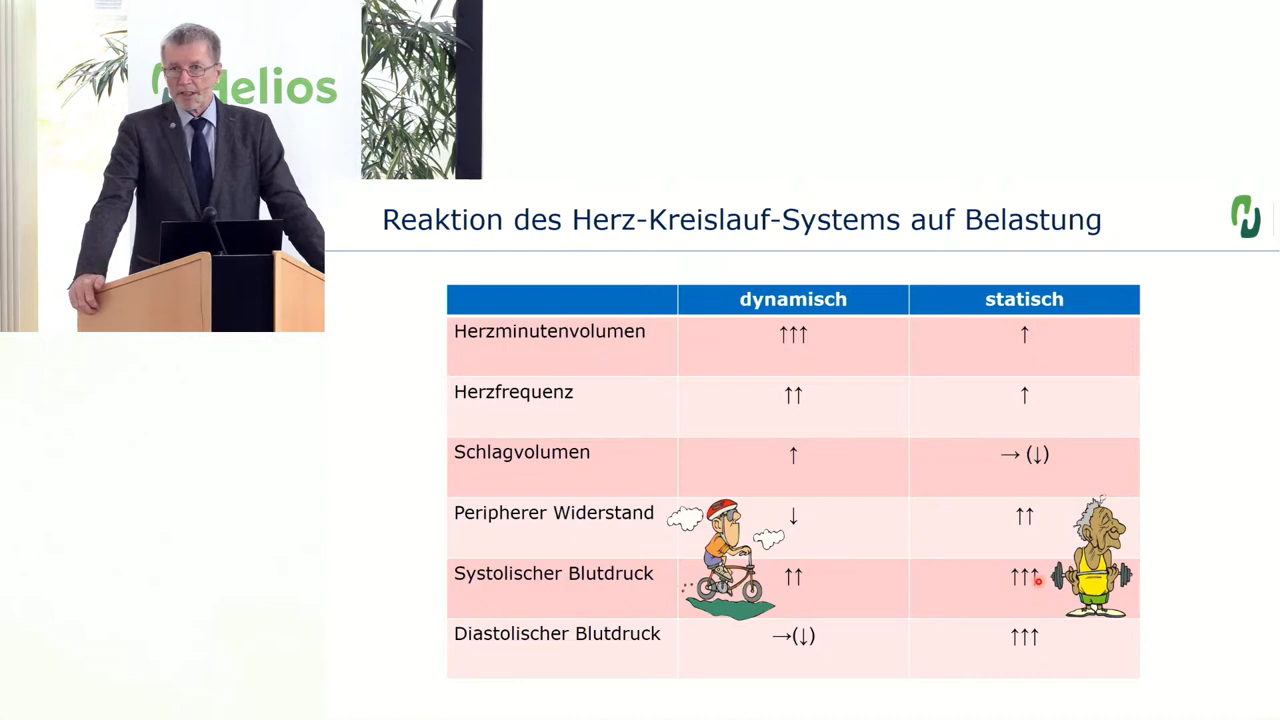 Helios
Reaktion des Herz-Kreislauf-Systems auf Belastung
dynamisch statisch
Herzminutenvolumen ↑↑↑ ↑
Herzfrequenz ↑↑ ↑
Schlagvolumen ↑ → (↓)
Peripherer Widerstand ↓ ↑↑
Systolischer Blutdruck ↑↑ ↑↑↑
Diastolischer Blutdruck →(↓) ↑↑↑